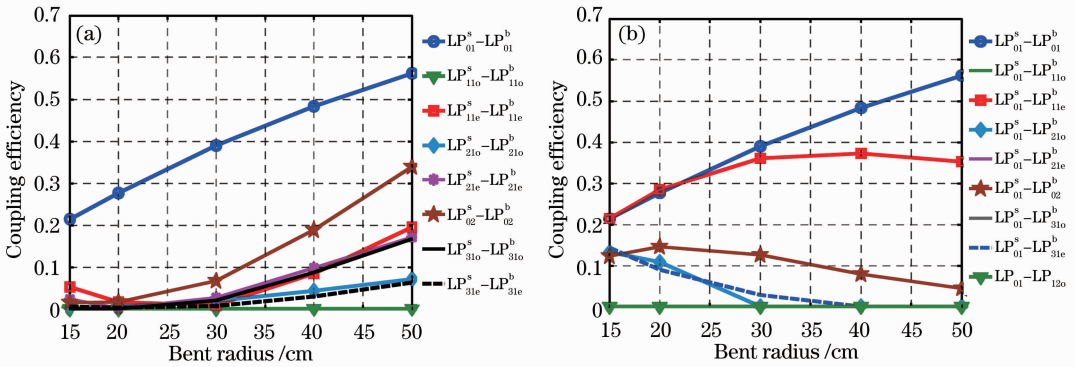 (a)
Coupling efficiency
0.7
0.6
0.5
0.4
0.3
0.2
0.1
0
15 20 25 30 35 40 45 50
Bent radius /cm
LP^s_01–LP^b_01
LP^s_11o–LP^b_11o
LP^s_11e–LP^b_11e
LP^s_21o–LP^b_21o
LP^s_21e–LP^b_21e
LP^s_02–LP^b_02
LP^s_31o–LP^b_31o
LP^s_31e–LP^b_31e
(b)
Coupling efficiency
0.7
0.6
0.5
0.4
0.3
0.2
0.1
0
15 20 25 30 35 40 45 50
Bent radius /cm
LP^s_01–LP^b_01
LP^s_01–LP^b_11o
LP^s_01–LP^b_11e
LP^s_01–LP^b_21o
LP^s_01–LP^b_21e
LP^s_01–LP^b_02
LP^s_01–LP^b_31o
LP^s_01–LP^b_31e
LP_01–LP_12o